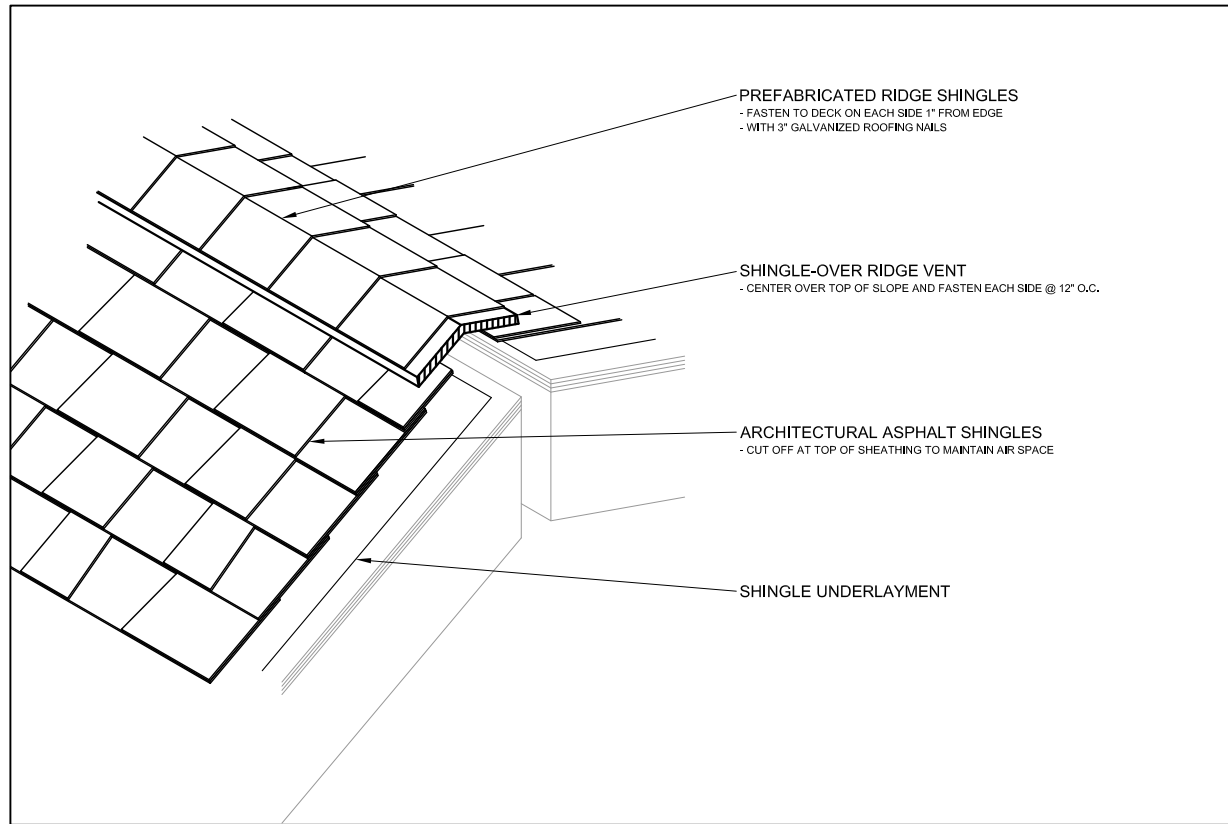 PREFABRICATED RIDGE SHINGLES
- FASTEN TO DECK ON EACH SIDE 1" FROM EDGE
- WITH 3" GALVANIZED ROOFING NAILS
SHINGLE-OVER RIDGE VENT
- CENTER OVER TOP OF SLOPE AND FASTEN EACH SIDE @ 12" O.C.
ARCHITECTURAL ASPHALT SHINGLES
- CUT OFF AT TOP OF SHEATHING TO MAINTAIN AIR SPACE
SHINGLE UNDERLAYMENT